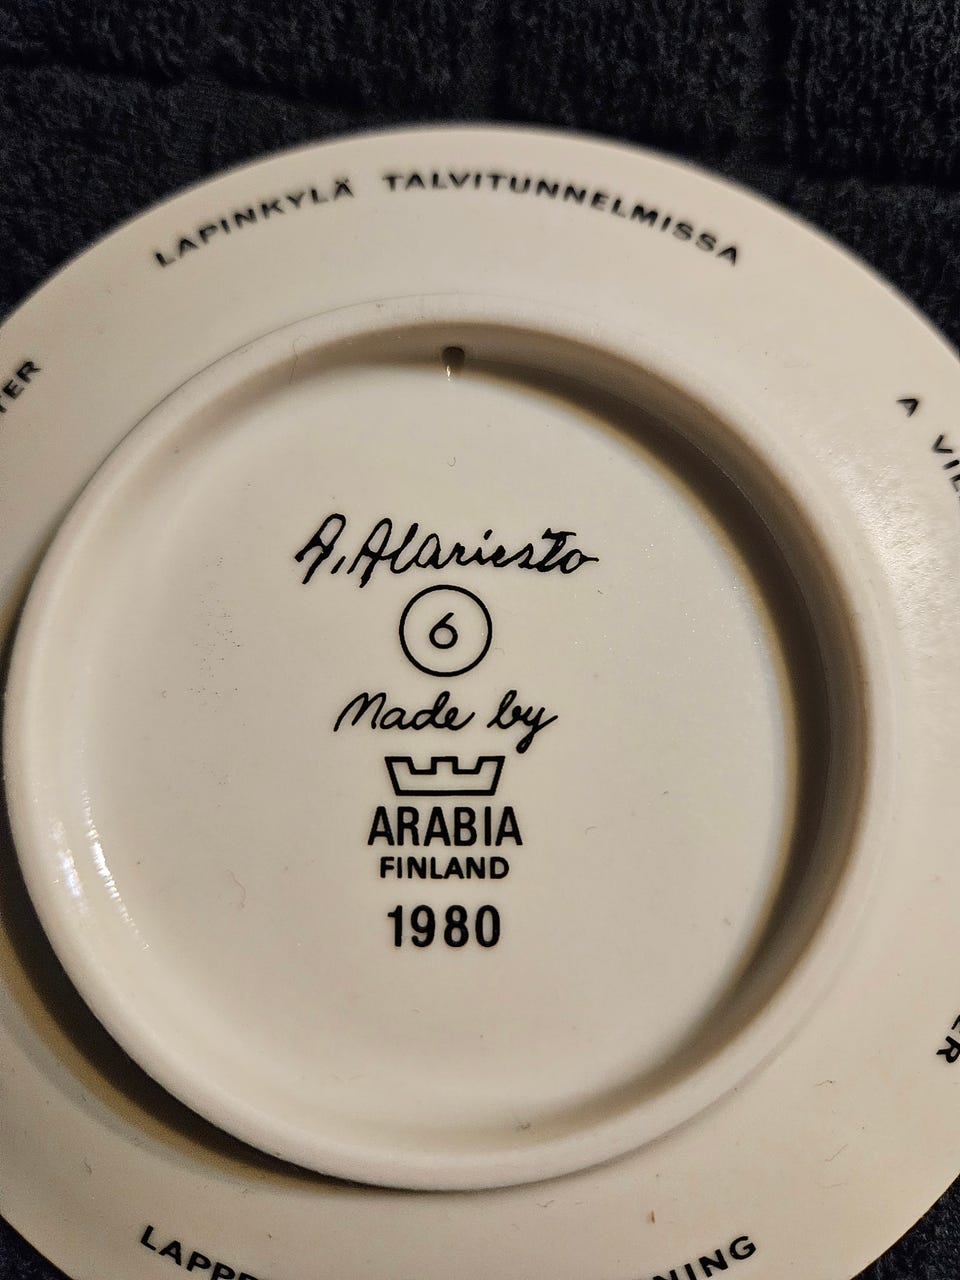 LAPINKYLÄ TALVITUNNELMISSA
A
A. Alariesto
6
Made by
ARABIA
FINLAND
1980